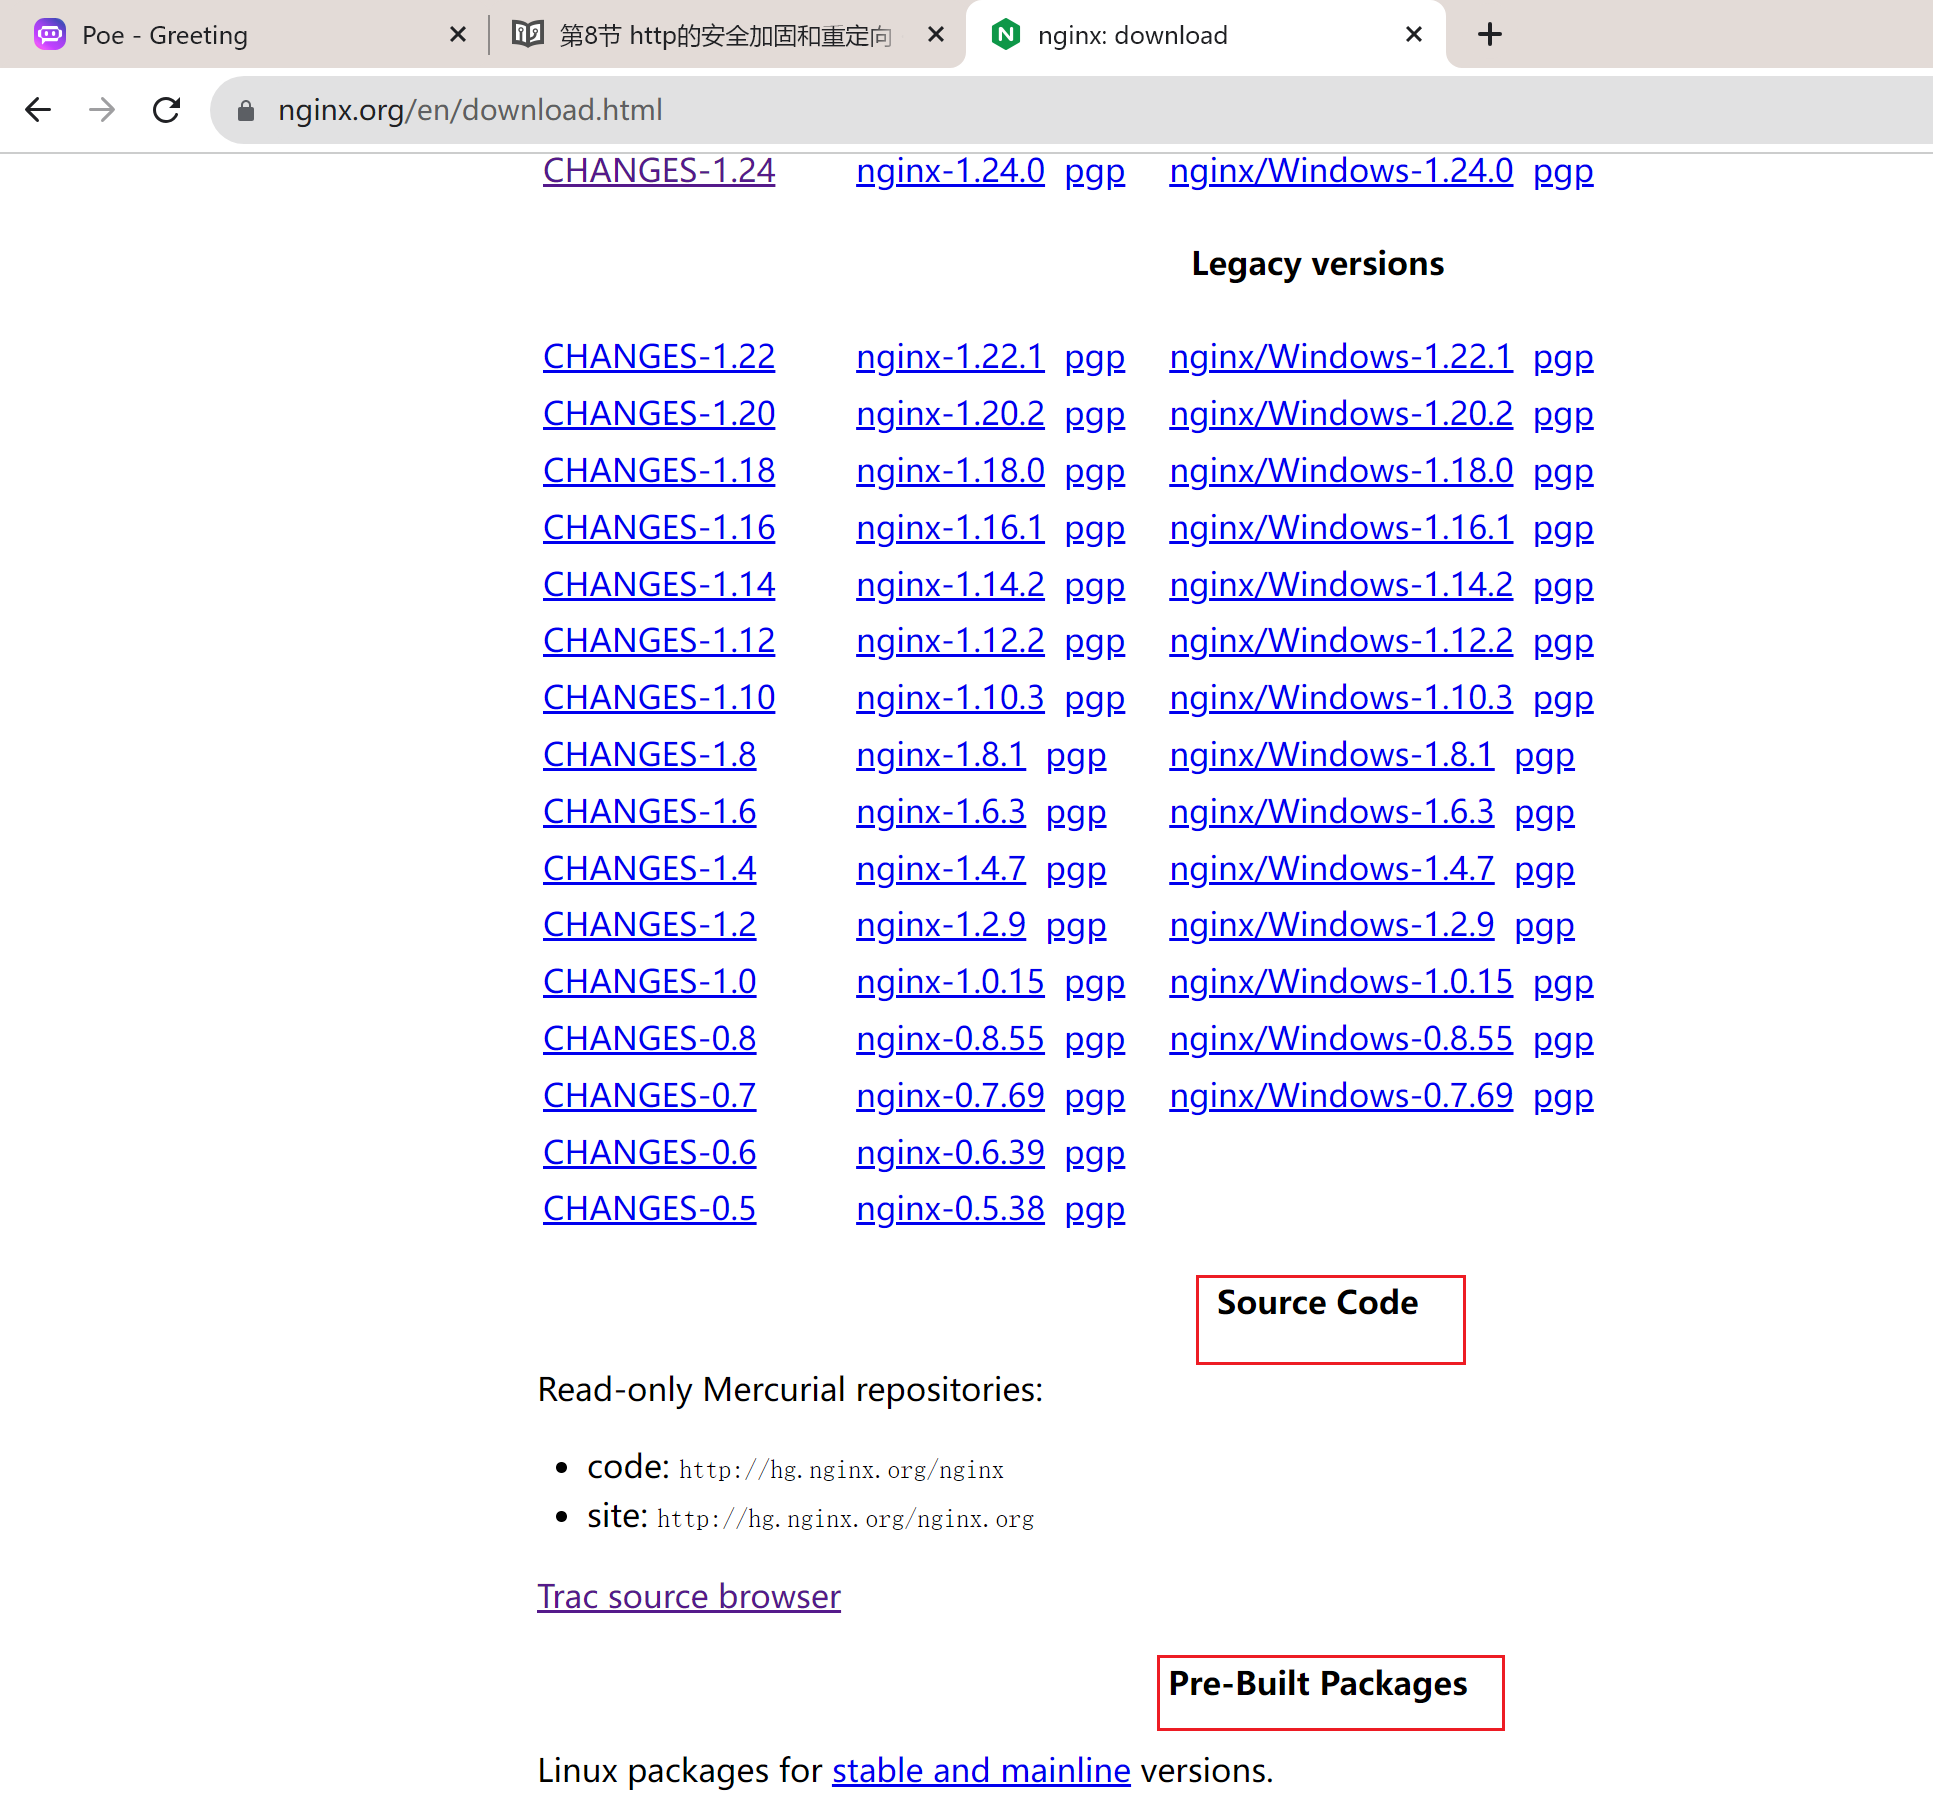 Poe - Greeting
第8节 http的安全加固和重定向
nginx: download
nginx.org/en/download.html
CHANGES-1.24 nginx-1.24.0 pgp nginx/Windows-1.24.0 pgp
Legacy versions
CHANGES-1.22 nginx-1.22.1 pgp nginx/Windows-1.22.1 pgp
CHANGES-1.20 nginx-1.20.2 pgp nginx/Windows-1.20.2 pgp
CHANGES-1.18 nginx-1.18.0 pgp nginx/Windows-1.18.0 pgp
CHANGES-1.16 nginx-1.16.1 pgp nginx/Windows-1.16.1 pgp
CHANGES-1.14 nginx-1.14.2 pgp nginx/Windows-1.14.2 pgp
CHANGES-1.12 nginx-1.12.2 pgp nginx/Windows-1.12.2 pgp
CHANGES-1.10 nginx-1.10.3 pgp nginx/Windows-1.10.3 pgp
CHANGES-1.8 nginx-1.8.1 pgp nginx/Windows-1.8.1 pgp
CHANGES-1.6 nginx-1.6.3 pgp nginx/Windows-1.6.3 pgp
CHANGES-1.4 nginx-1.4.7 pgp nginx/Windows-1.4.7 pgp
CHANGES-1.2 nginx-1.2.9 pgp nginx/Windows-1.2.9 pgp
CHANGES-1.0 nginx-1.0.15 pgp nginx/Windows-1.0.15 pgp
CHANGES-0.8 nginx-0.8.55 pgp nginx/Windows-0.8.55 pgp
CHANGES-0.7 nginx-0.7.69 pgp nginx/Windows-0.7.69 pgp
CHANGES-0.6 nginx-0.6.39 pgp
CHANGES-0.5 nginx-0.5.38 pgp
Source Code
Read-only Mercurial repositories:
• code: http://hg.nginx.org/nginx
• site: http://hg.nginx.org/nginx.org
Trac source browser
Pre-Built Packages
Linux packages for stable and mainline versions.